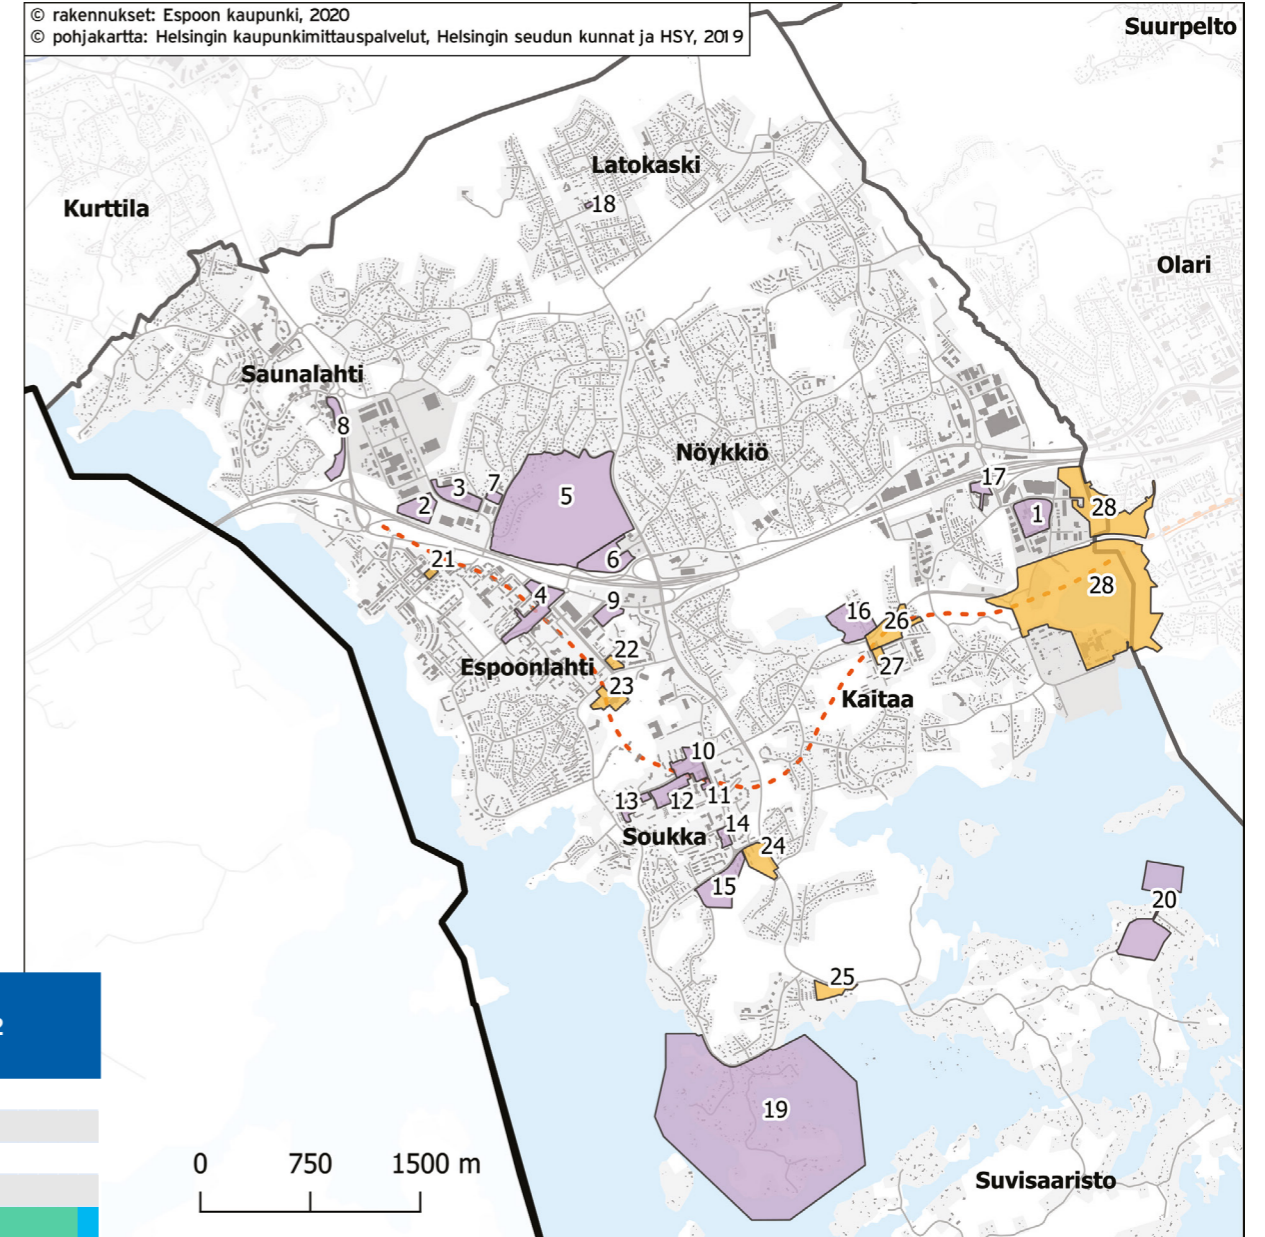 © rakennukset: Espoon kaupunki, 2020
© pohjakartta: Helsingin kaupunkimittauspalvelut, Helsingin seudun kunnat ja HSY, 2019
Suurpelto
Latokaski
18
Kurttila
Olari
Saunalahti
8
Nöykkiö
3
7
5
2
17
1
28
6
21
4
9
28
16
26
22
Espoonlahti
27
23
Kaitaa
10
13
12
11
14
Soukka
24
15
20
25
2
19
0 750 1500 m
Suvisaaristo